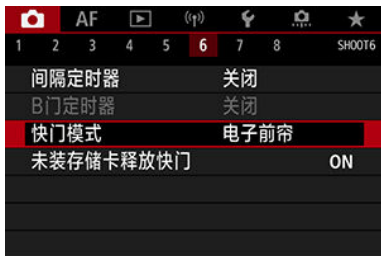 AF
1 2 3 4 5 6 7 8 SHOOT6
间隔定时器 关闭
B门定时器 关闭
快门模式 电子前帘
未装存储卡释放快门 ON